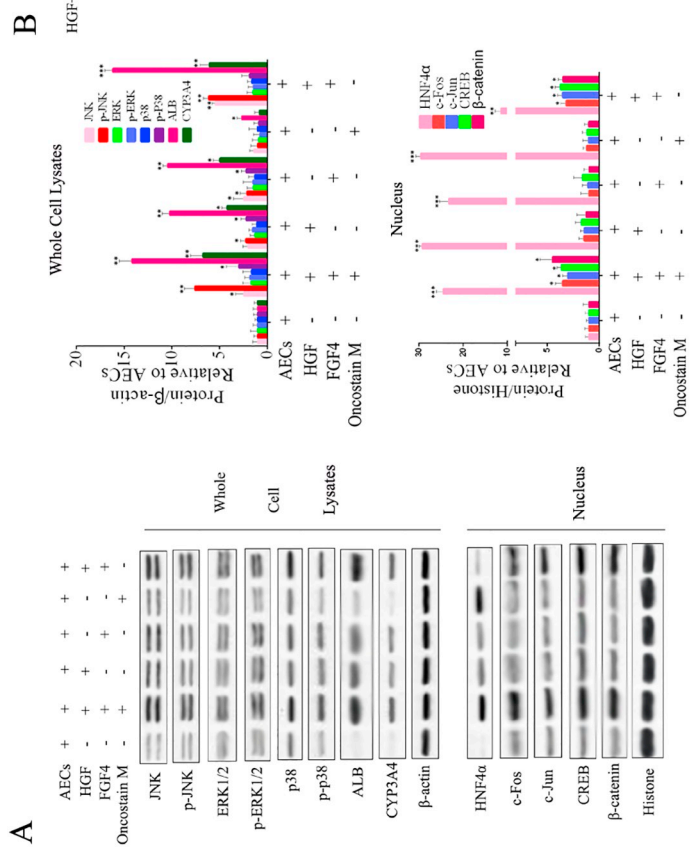 A
AECs + + + + + +
HGF - + + - - +
FGF4 - + - + - +
Oncostain M - + - - + -
JNK
p-JNK
ERK1/2
p-ERK1/2
p38
p-p38
ALB
CYP3A4
β-actin
Whole
Cell
Lysates
HNF4α
c-Fos
c-Jun
CREB
β-catenin
Histone
Nucleus
B
HGF-
Whole Cell Lysates
Protein/β-actin
Relative to AECs
20
15
10
5
0
JNK
p-JNK
ERK
p-ERK
p38
p-P38
ALB
CYP3A4
AECs + + + + + +
HGF - + + - - +
FGF4 - + - + - +
Oncostain M - + - - + -
Nucleus
Protein/Histone
Relative to AECs
30
20
10
0
HNF4α
c-Fos
c-Jun
CREB
β-catenin
AECs + + + + + +
HGF - + + - - +
FGF4 - + - + - +
Oncostain M - + - - + -